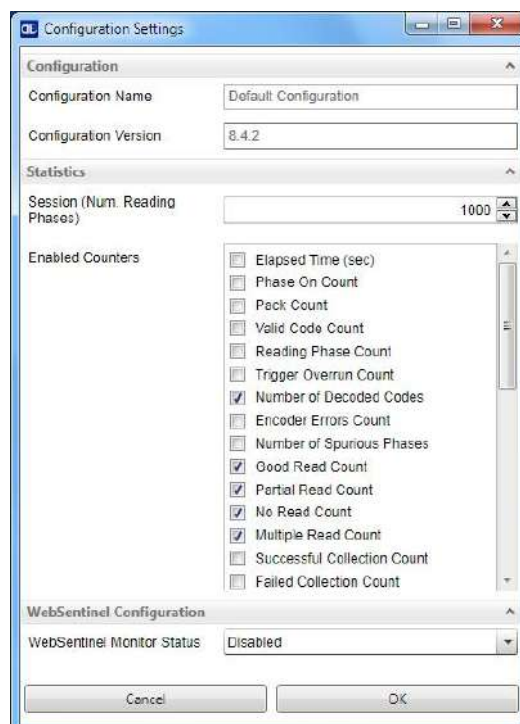 Configuration Settings
Configuration
Configuration Name
Default Configuration
Configuration Version
8.4.2
Statistics
Session (Num. Reading
Phases)
1000
Enabled Counters
Elapsed Time (sec)
Phase On Count
Pack Count
Valid Code Count
Reading Phase Count
Trigger Overrun Count
Number of Decoded Codes
Encoder Errors Count
Number of Spurious Phases
Good Read Count
Partial Read Count
No Read Count
Multiple Read Count
Successful Collection Count
Failed Collection Count
WebSentinel Configuration
WebSentinel Monitor Status
Disabled
Cancel
OK